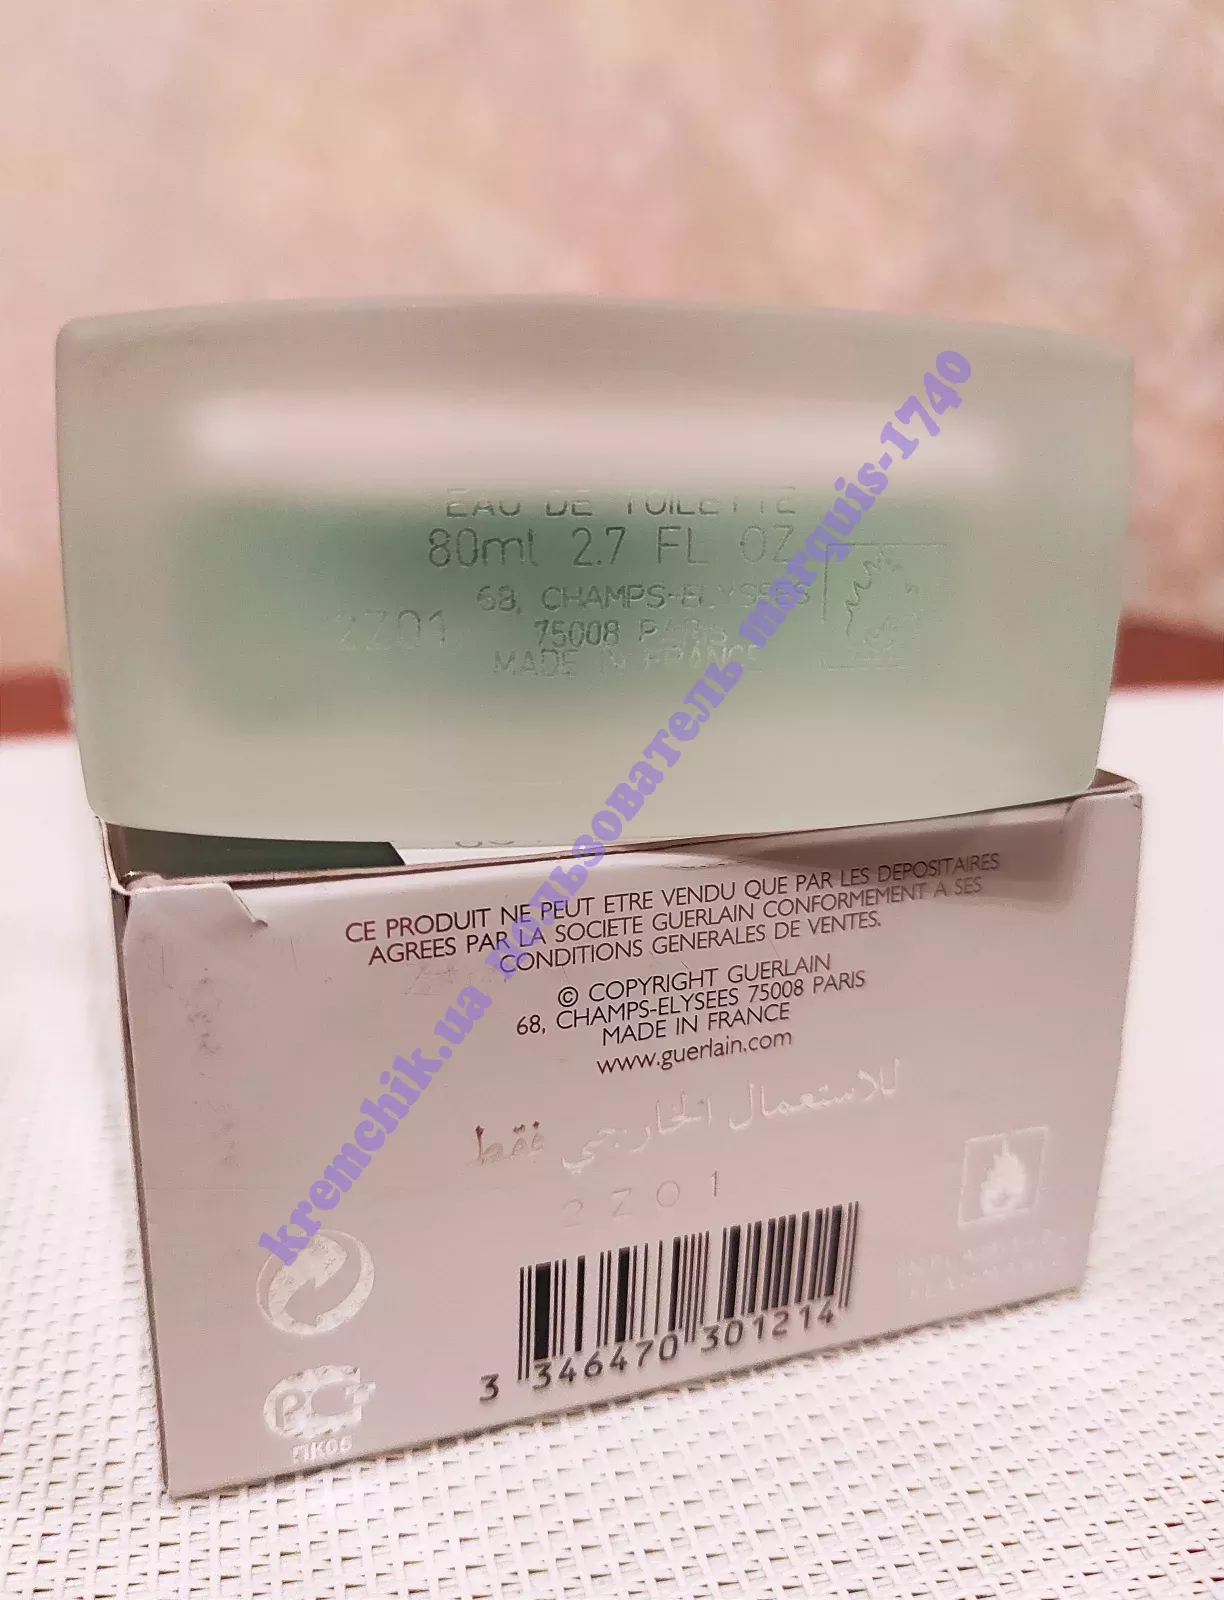 EAU DE TOILETTE
80ml 2.7 FL OZ
68, CHAMPS-ELYSEES
2Z01
75008 PARIS
MADE IN FRANCE
CE PRODUIT NE PEUT ETRE VENDU QUE PAR LES DEPOSITAIRES
AGREES PAR LA SOCIETE GUERLAIN CONFORMEMENT A SES
CONDITIONS GENERALES DE VENTES.
© COPYRIGHT GUERLAIN
68, CHAMPS-ELYSEES 75008 PARIS
MADE IN FRANCE
www.guerlain.com
للاستعمال الخارجي فقط
2Z01
3 346470 301214
РСТ
ПК05
kremchik.ua пользователь marquis-1740